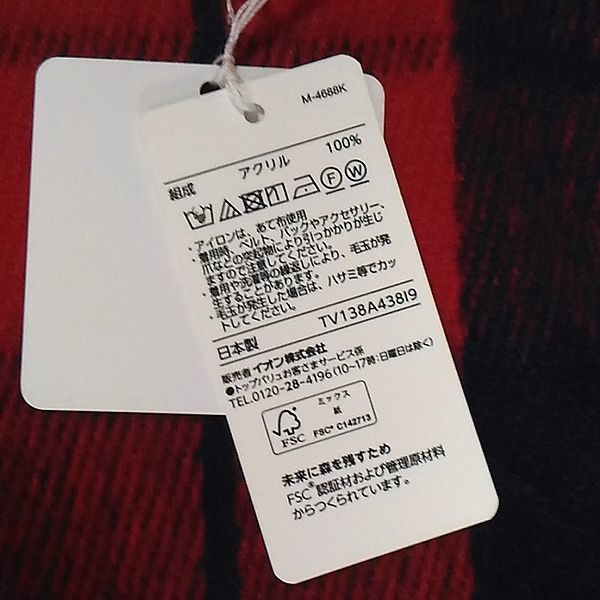 M-4688K
組成 アクリル 100%
F W
・アイロンは、あて布使用
・着用時、ベルト、バックやアクセサリー、
爪などの突起物により引っかかりが生じ
ますので注意してください。
・着用や洗濯等の繰返しにより、毛玉が発
生することがあります。
・毛玉が発生した場合は、ハサミ等でカッ
トしてください。
日本製 TV138A438I9
販売者 イオン株式会社
●トップバリュお客さまサービス係
TEL.0120-28-4196(10~17時:日曜日は除く)
FSC
ミックス
紙
FSC® C142713
未来に森を残すため
FSC®認証材および管理原材料
からつくられています。